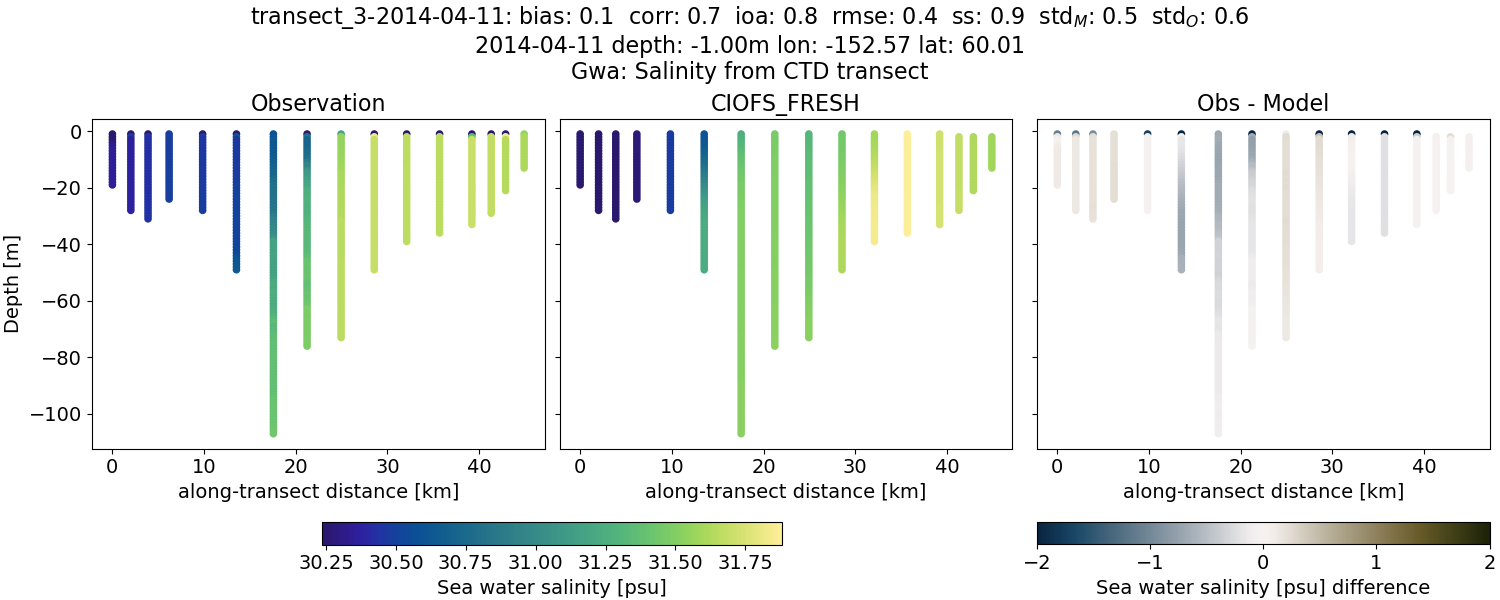 transect_3-2014-04-11: bias: 0.1 corr: 0.7 ioa: 0.8 rmse: 0.4 ss: 0.9 std_M: 0.5 std_O: 0.6
2014-04-11 depth: -1.00m lon: -152.57 lat: 60.01
Gwa: Salinity from CTD transect
Observation CIOFS_FRESH Obs - Model
0
−20
−40
−60
−80
−100
Depth [m]
0 10 20 30 40 0 10 20 30 40 0 10 20 30 40
along-transect distance [km] along-transect distance [km] along-transect distance [km]
30.25 30.50 30.75 31.00 31.25 31.50 31.75 −2 −1 0 1 2
Sea water salinity [psu] Sea water salinity [psu] difference